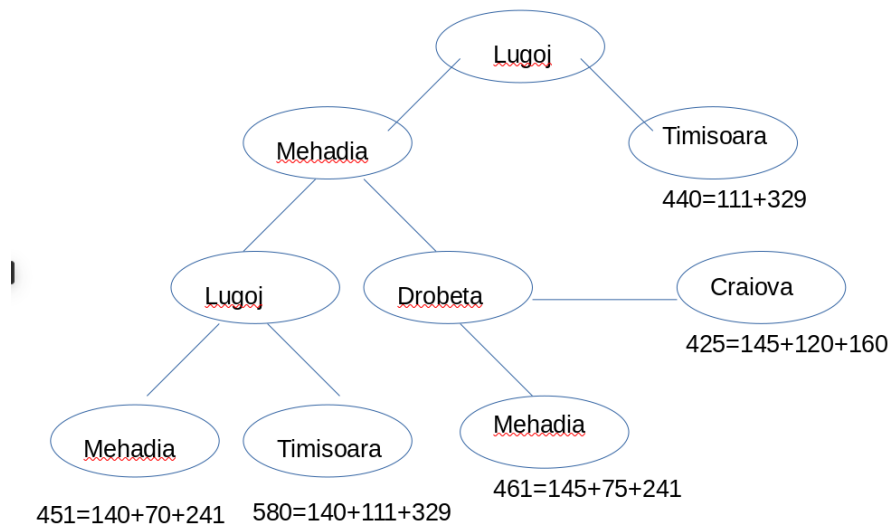 Lugoj
Mehadia
Timisoara
440=111+329
Lugoj
Drobeta
Craiova
425=145+120+160
Mehadia
Timisoara
Mehadia
451=140+70+241
580=140+111+329
461=145+75+241